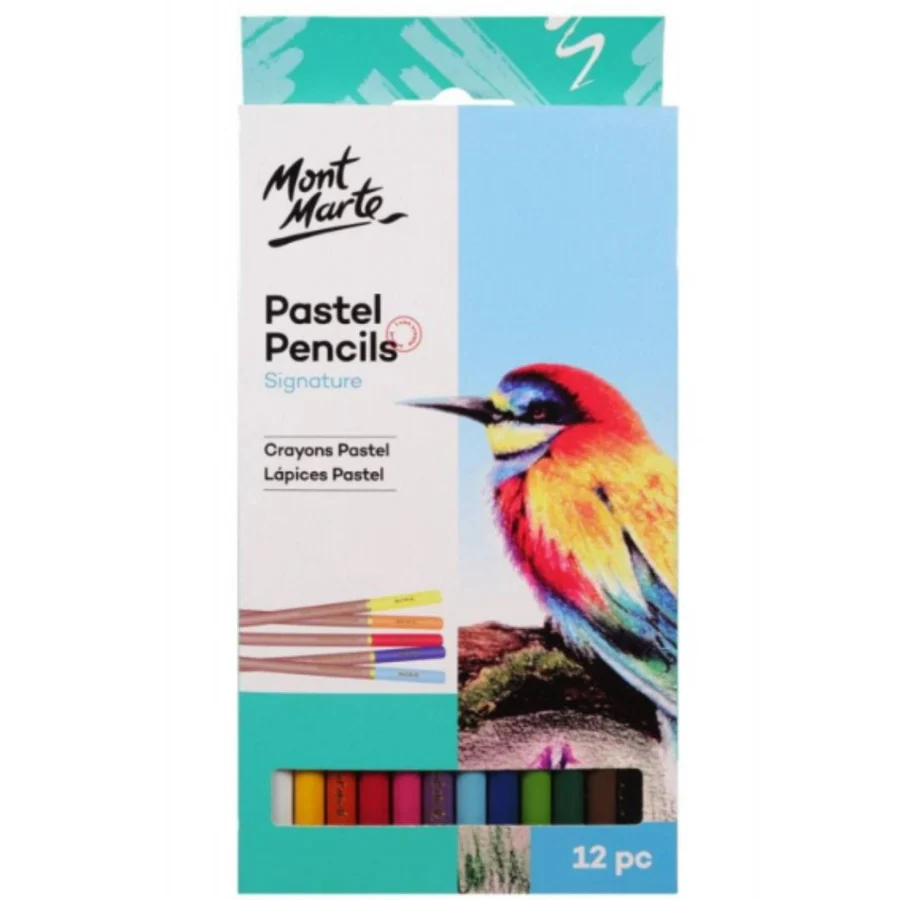 Mont
Marte
Pastel
Pencils
Signature
Crayons Pastel
Lápices Pastel
12 pc